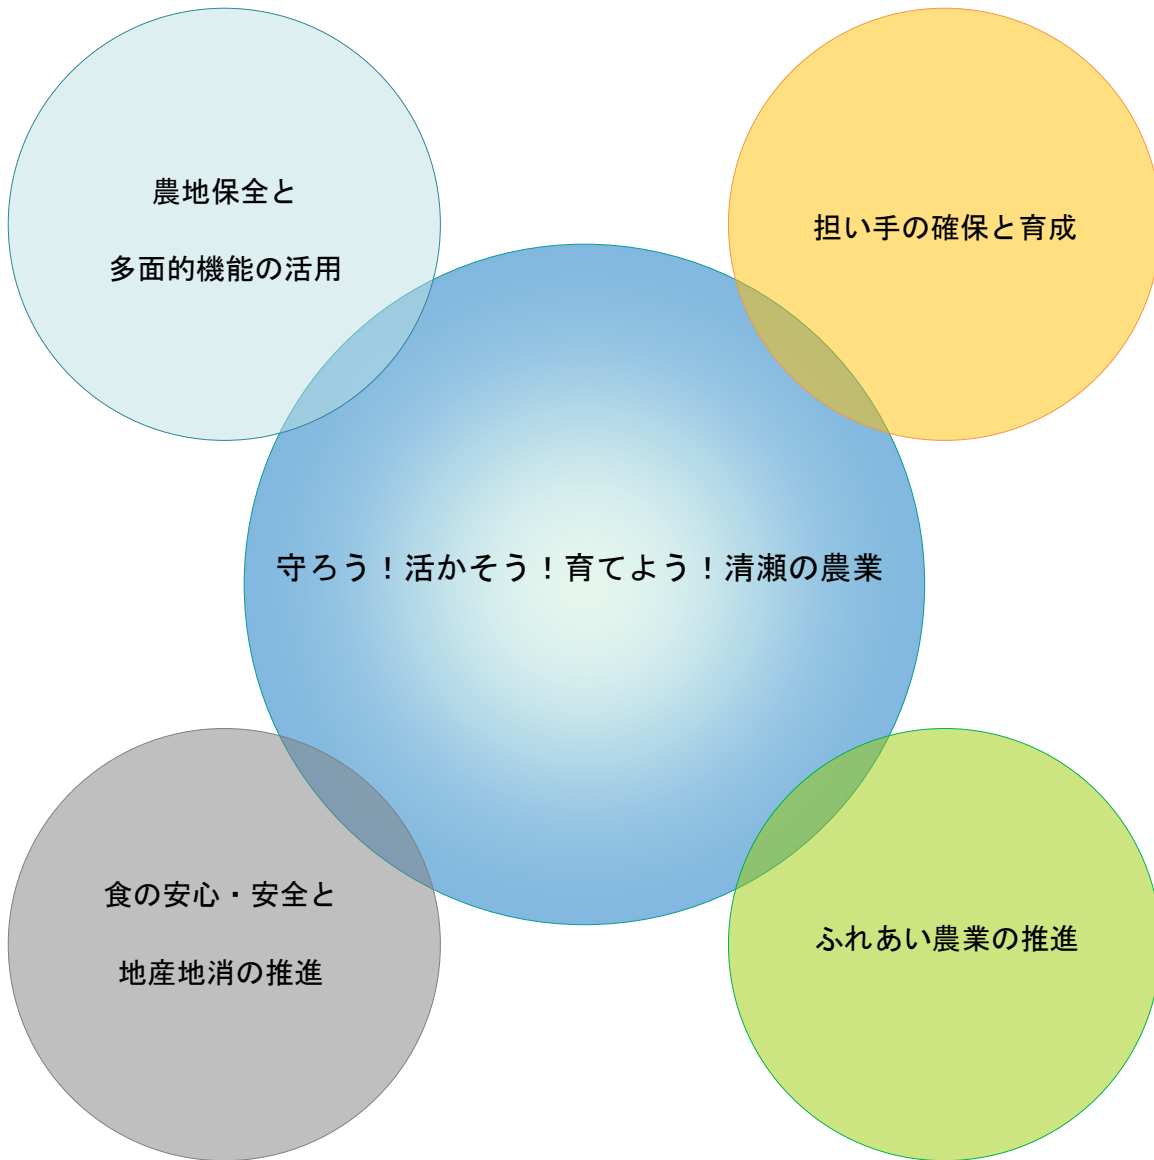 農地保全と
多面的機能の活用
担い手の確保と育成
守ろう！活かそう！育てよう！清瀬の農業
食の安心・安全と
地産地消の推進
ふれあい農業の推進